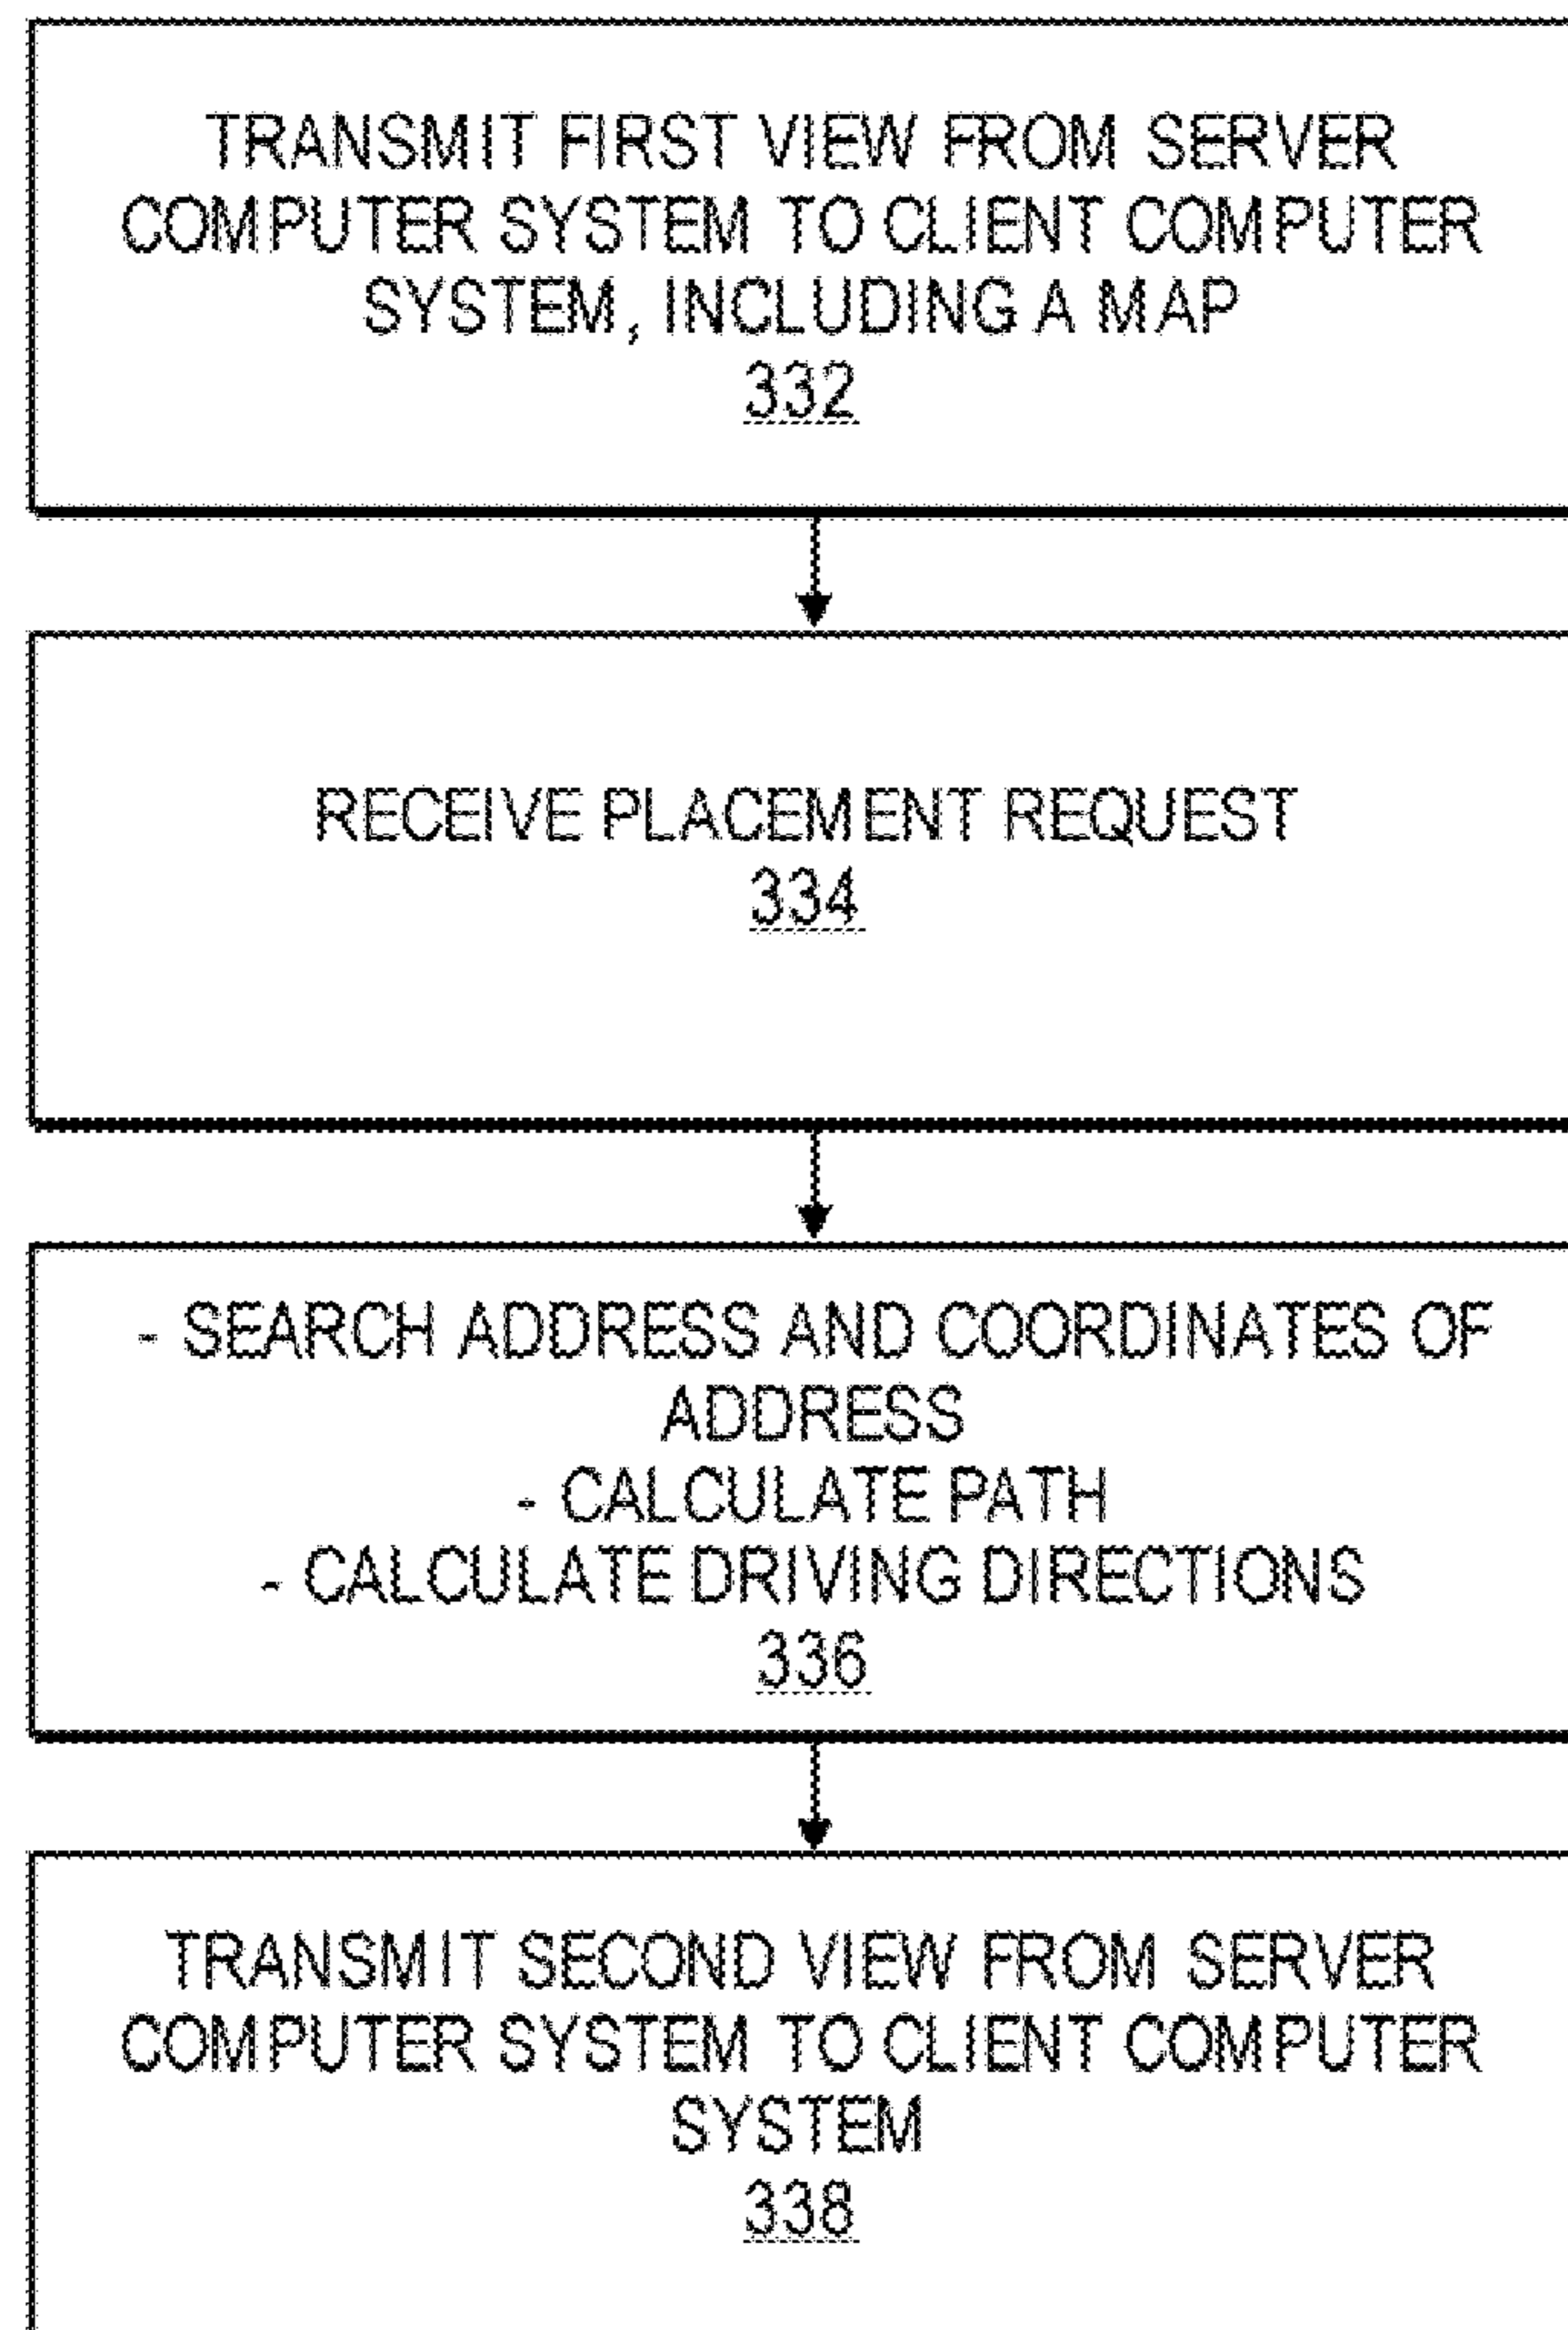 TRANSMIT FIRST VIEW FROM SERVER
COMPUTER SYSTEM TO CLIENT COMPUTER
SYSTEM, INCLUDING A MAP
332
RECEIVE PLACEMENT REQUEST
334
- SEARCH ADDRESS AND COORDINATES OF
ADDRESS
- CALCULATE PATH
- CALCULATE DRIVING DIRECTIONS
336
TRANSMIT SECOND VIEW FROM SERVER
COMPUTER SYSTEM TO CLIENT COMPUTER
SYSTEM
338